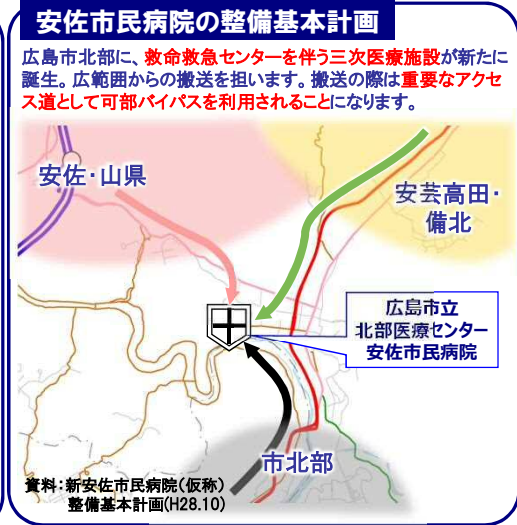 安佐市民病院の整備基本計画
広島市北部に、救命救急センターを伴う三次医療施設が新たに
誕生。広範囲からの搬送を担います。搬送の際は重要なアクセ
ス道として可部バイパスを利用されることになります。
安佐・山県
安芸高田・
備北
広島市立
北部医療センター
安佐市民病院
市北部
資料：新安佐市民病院（仮称）
整備基本計画(H28.10)